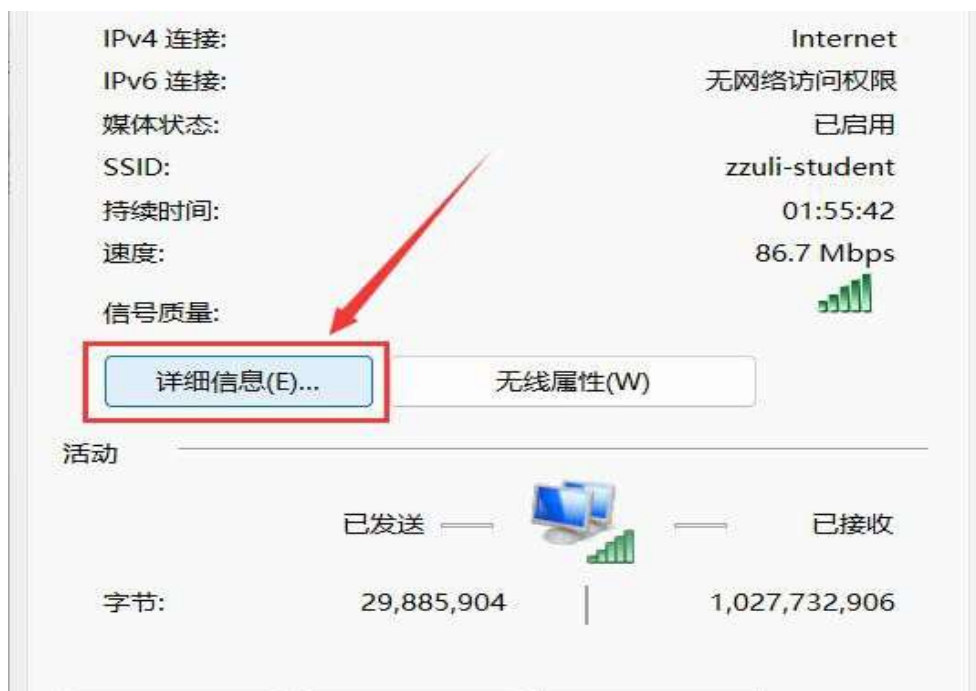 IPv4 连接: Internet
IPv6 连接: 无网络访问权限
媒体状态: 已启用
SSID: zzuli-student
持续时间: 01:55:42
速度: 86.7 Mbps
信号质量:
详细信息(E)... 无线属性(W)
活动
已发送 已接收
字节: 29,885,904 1,027,732,906